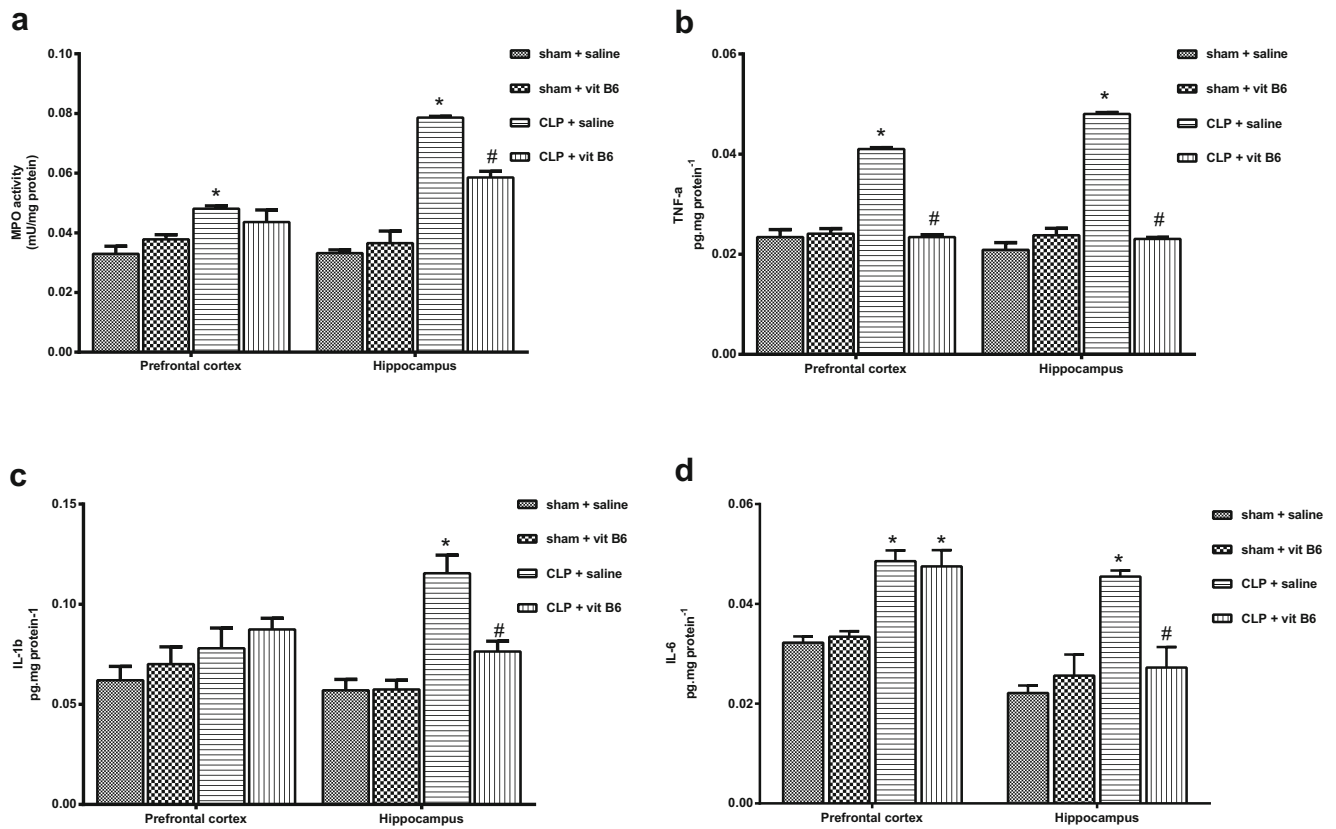 a
MPO activity
(mU/mg protein)
0.10
0.08
0.06
0.04
0.02
0.00
*
*
#
Prefrontal cortex
Hippocampus
sham + saline
sham + vit B6
CLP + saline
CLP + vit B6
b
TNF-a
pg.mg protein⁻¹
0.06
0.04
0.02
0.00
*
#
*
#
Prefrontal cortex
Hippocampus
sham + saline
sham + vit B6
CLP + saline
CLP + vit B6
c
IL-1b
pg.mg protein-1
0.15
0.10
0.05
0.00
*
#
Prefrontal cortex
Hippocampus
sham + saline
sham + vit B6
CLP + saline
CLP + vit B6
d
IL-6
pg.mg protein⁻¹
0.06
0.04
0.02
0.00
*
*
*
#
Prefrontal cortex
Hippocampus
sham + saline
sham + vit B6
CLP + saline
CLP + vit B6